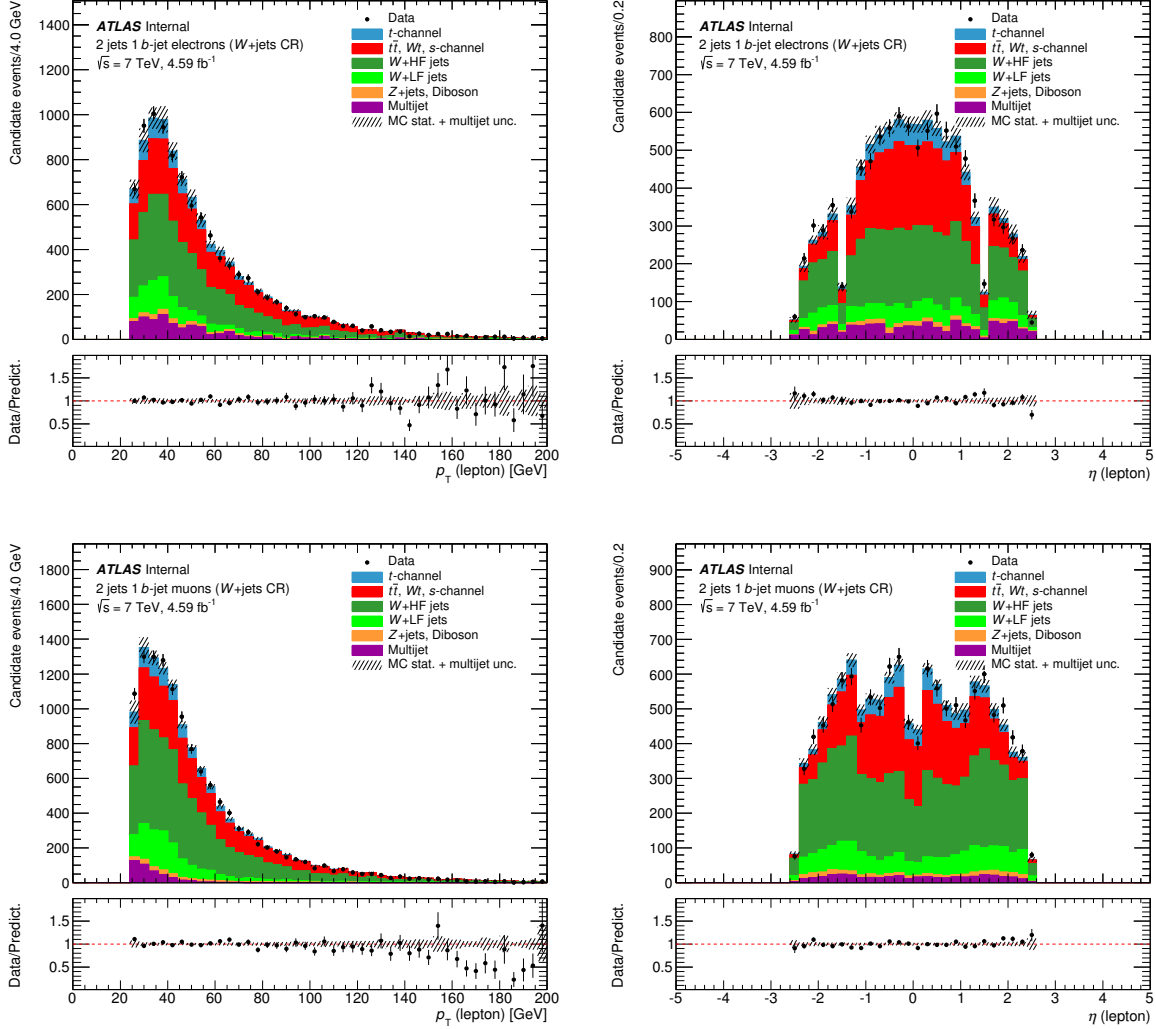 Candidate events/4.0 GeV
ATLAS Internal
2 jets 1 b-jet electrons (W+jets CR)
√s = 7 TeV, 4.59 fb⁻¹
Data
t-channel
tt̄, Wt, s-channel
W+HF jets
W+LF jets
Z+jets, Diboson
Multijet
MC stat. + multijet unc.
1400
1200
1000
800
600
400
200
0
Data/Predict.
1.5
1
0.5
0 20 40 60 80 100 120 140 160 180 200
p_T (lepton) [GeV]
Candidate events/0.2
ATLAS Internal
2 jets 1 b-jet electrons (W+jets CR)
√s = 7 TeV, 4.59 fb⁻¹
Data
t-channel
tt̄, Wt, s-channel
W+HF jets
W+LF jets
Z+jets, Diboson
Multijet
MC stat. + multijet unc.
800
700
600
500
400
300
200
100
0
Data/Predict.
1.5
1
0.5
-5 -4 -3 -2 -1 0 1 2 3 4 5
η (lepton)
Candidate events/4.0 GeV
ATLAS Internal
2 jets 1 b-jet muons (W+jets CR)
√s = 7 TeV, 4.59 fb⁻¹
Data
t-channel
tt̄, Wt, s-channel
W+HF jets
W+LF jets
Z+jets, Diboson
Multijet
MC stat. + multijet unc.
1800
1600
1400
1200
1000
800
600
400
200
0
Data/Predict.
1.5
1
0.5
0 20 40 60 80 100 120 140 160 180 200
p_T (lepton) [GeV]
Candidate events/0.2
ATLAS Internal
2 jets 1 b-jet muons (W+jets CR)
√s = 7 TeV, 4.59 fb⁻¹
Data
t-channel
tt̄, Wt, s-channel
W+HF jets
W+LF jets
Z+jets, Diboson
Multijet
MC stat. + multijet unc.
900
800
700
600
500
400
300
200
100
0
Data/Predict.
1.5
1
0.5
-5 -4 -3 -2 -1 0 1 2 3 4 5
η (lepton)